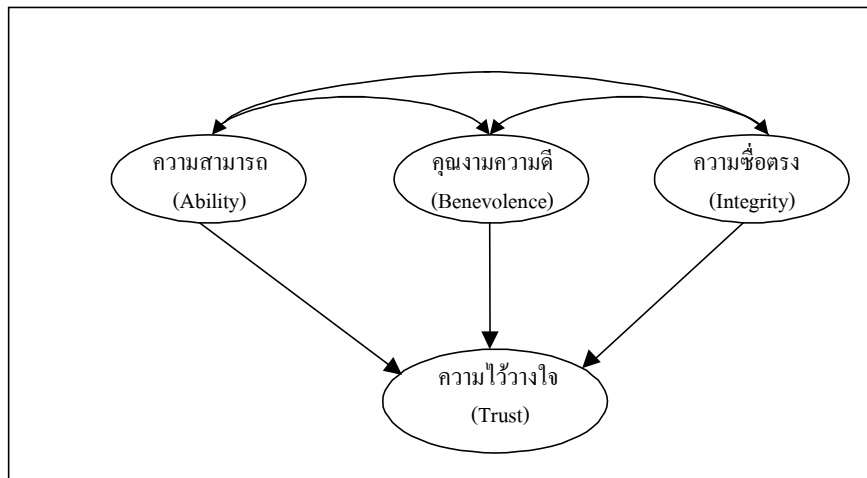 ความสามารถ
(Ability)
คุณงามความดี
(Benevolence)
ความซื่อตรง
(Integrity)
ความไว้วางใจ
(Trust)